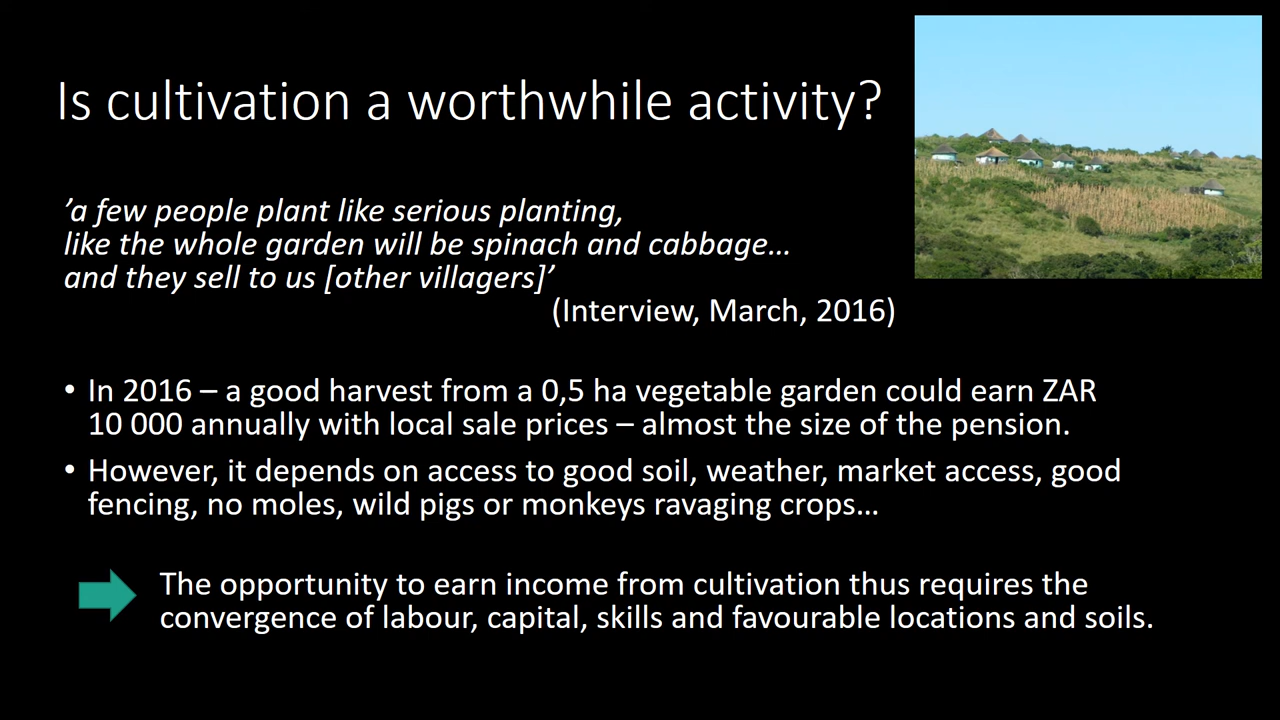 Is cultivation a worthwhile activity?
’a few people plant like serious planting,
like the whole garden will be spinach and cabbage…
and they sell to us [other villagers]’
(Interview, March, 2016)
• In 2016 – a good harvest from a 0,5 ha vegetable garden could earn ZAR
10 000 annually with local sale prices – almost the size of the pension.
• However, it depends on access to good soil, weather, market access, good
fencing, no moles, wild pigs or monkeys ravaging crops…
The opportunity to earn income from cultivation thus requires the
convergence of labour, capital, skills and favourable locations and soils.